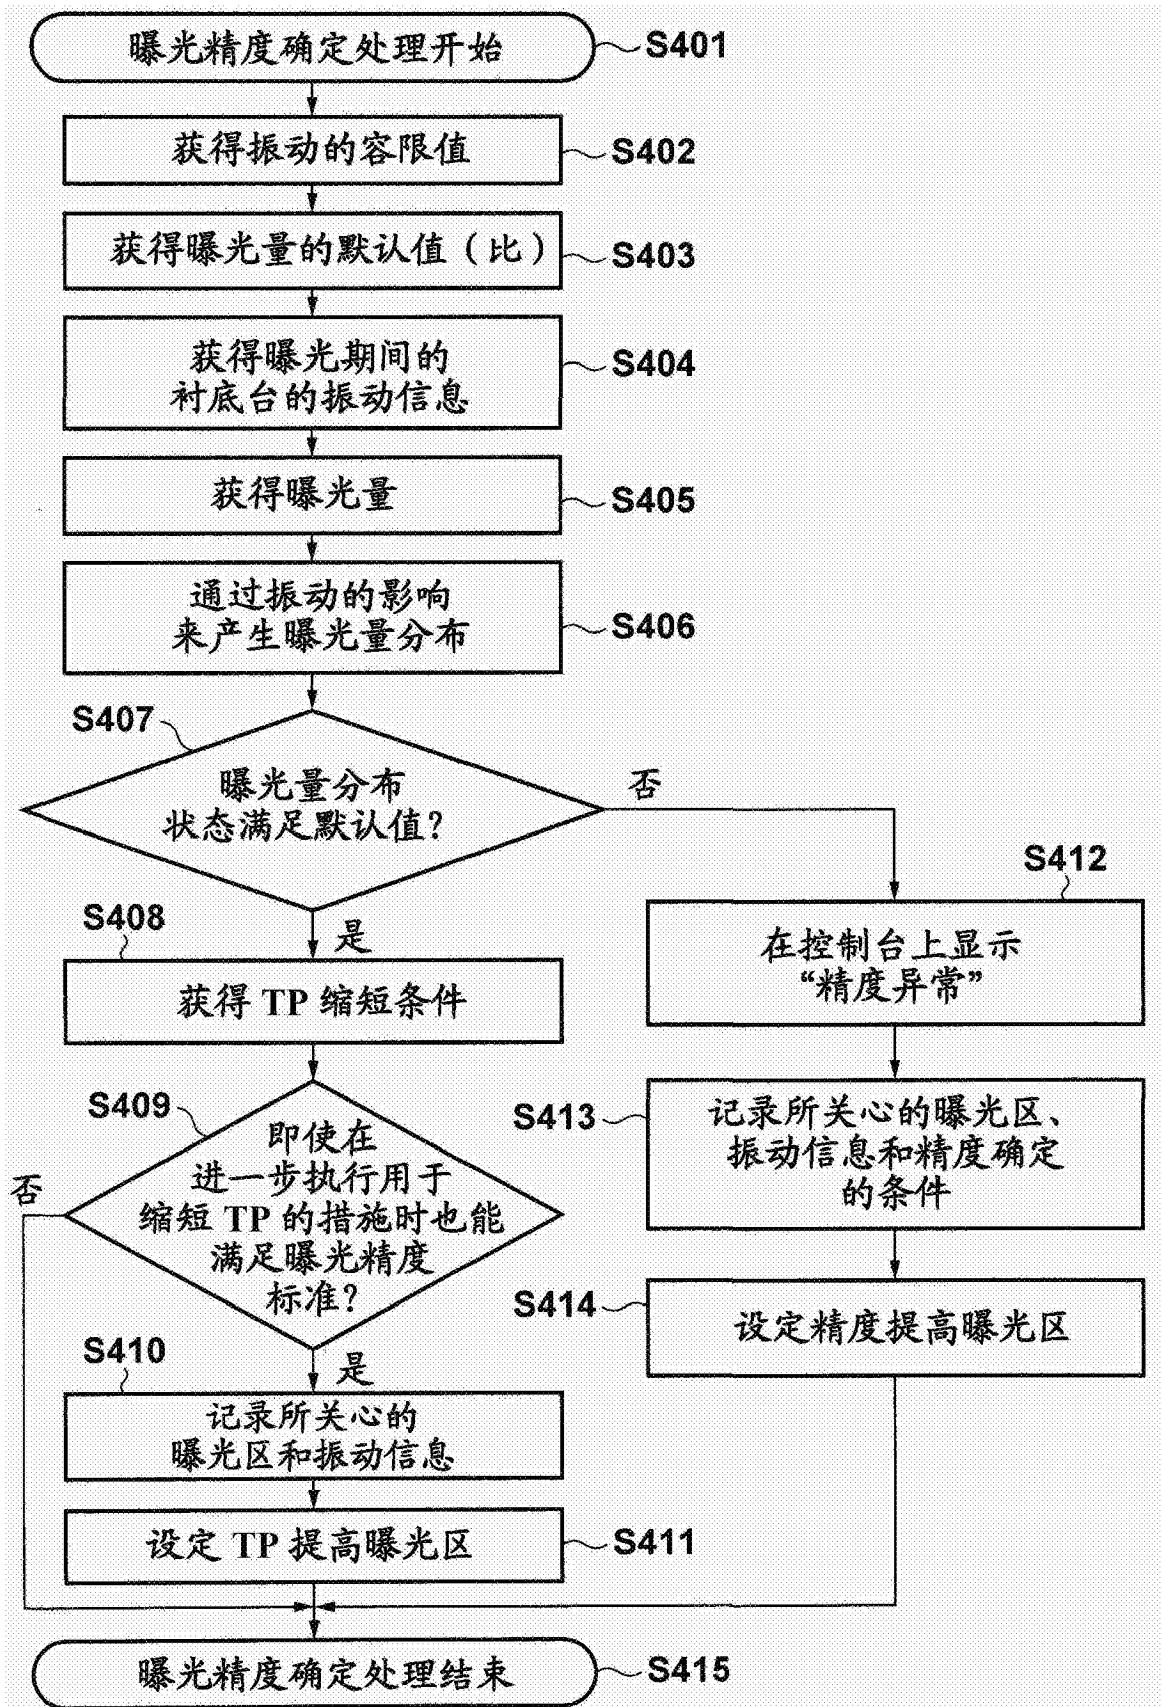 曝光精度确定处理开始
S401
获得振动的容限值
S402
获得曝光量的默认值（比）
S403
获得曝光期间的
衬底台的振动信息
S404
获得曝光量
S405
通过振动的影响
来产生曝光量分布
S406
S407
曝光量分布
状态满足默认值？
否
是
S408
获得 TP 缩短条件
S409
即使在
进一步执行用于
缩短 TP 的措施时也能
满足曝光精度
标准？
否
是
S410
记录所关心的
曝光区和振动信息
设定 TP 提高曝光区
S411
S412
在控制台上显示
“精度异常”
S413
记录所关心的曝光区、
振动信息和精度确定
的条件
S414
设定精度提高曝光区
曝光精度确定处理结束
S415